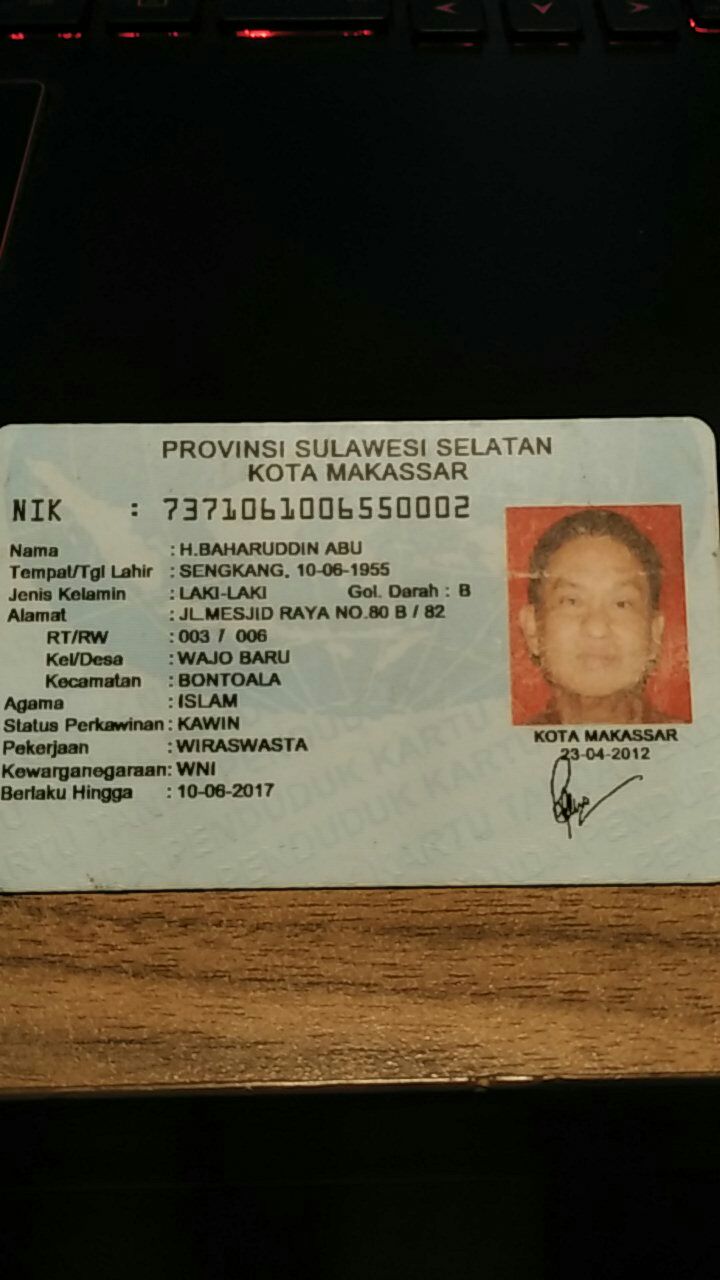 PROVINSI SULAWESI SELATAN
KOTA MAKASSAR
NIK : 7371061006550002
Nama : H.BAHARUDDIN ABU
Tempat/Tgl Lahir : SENGKANG, 10-06-1955
Jenis Kelamin : LAKI-LAKI Gol. Darah : B
Alamat : JL.MESJID RAYA NO.80 B / 82
RT/RW : 003 / 006
Kel/Desa : WAJO BARU
Kecamatan : BONTOALA
Agama : ISLAM
Status Perkawinan : KAWIN
Pekerjaan : WIRASWASTA
Kewarganegaraan: WNI
Berlaku Hingga : 10-06-2017
KOTA MAKASSAR
23-04-2012